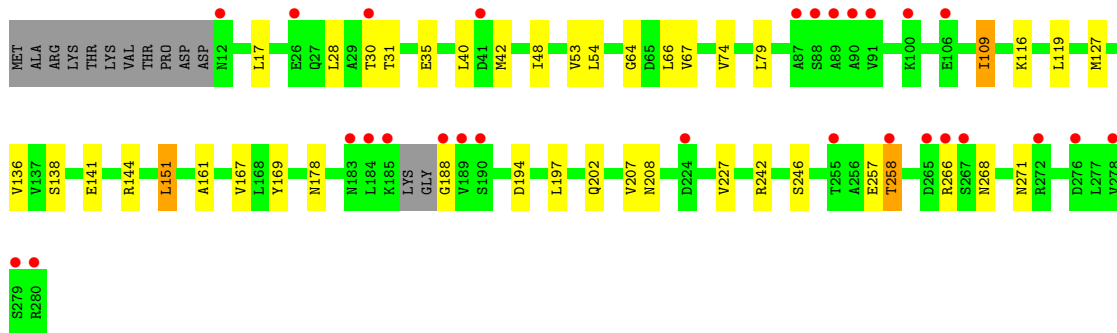 MET ALA ARG LYS THR LYS VAL THR PRO ASP ASP N12 L17 E26 Q27 L28 A29 T30 T31 E35 L40 D41 M42 I48 V53 L54 G64 D65 L66 V67 V74 L79 A87 S88 A89 A90 V91 K100 E106 I109 K116 L119 M127
V136 V137 S138 E141 R144 L151 A161 V167 L168 Y169 N178 N183 L184 K185 LYS GLY G188 V189 S190 D194 L197 Q202 V207 N208 D224 V227 R242 S246 T255 A256 E257 T258 D265 R266 S267 N268 N271 R272 D276 L277 V278
S279 R280